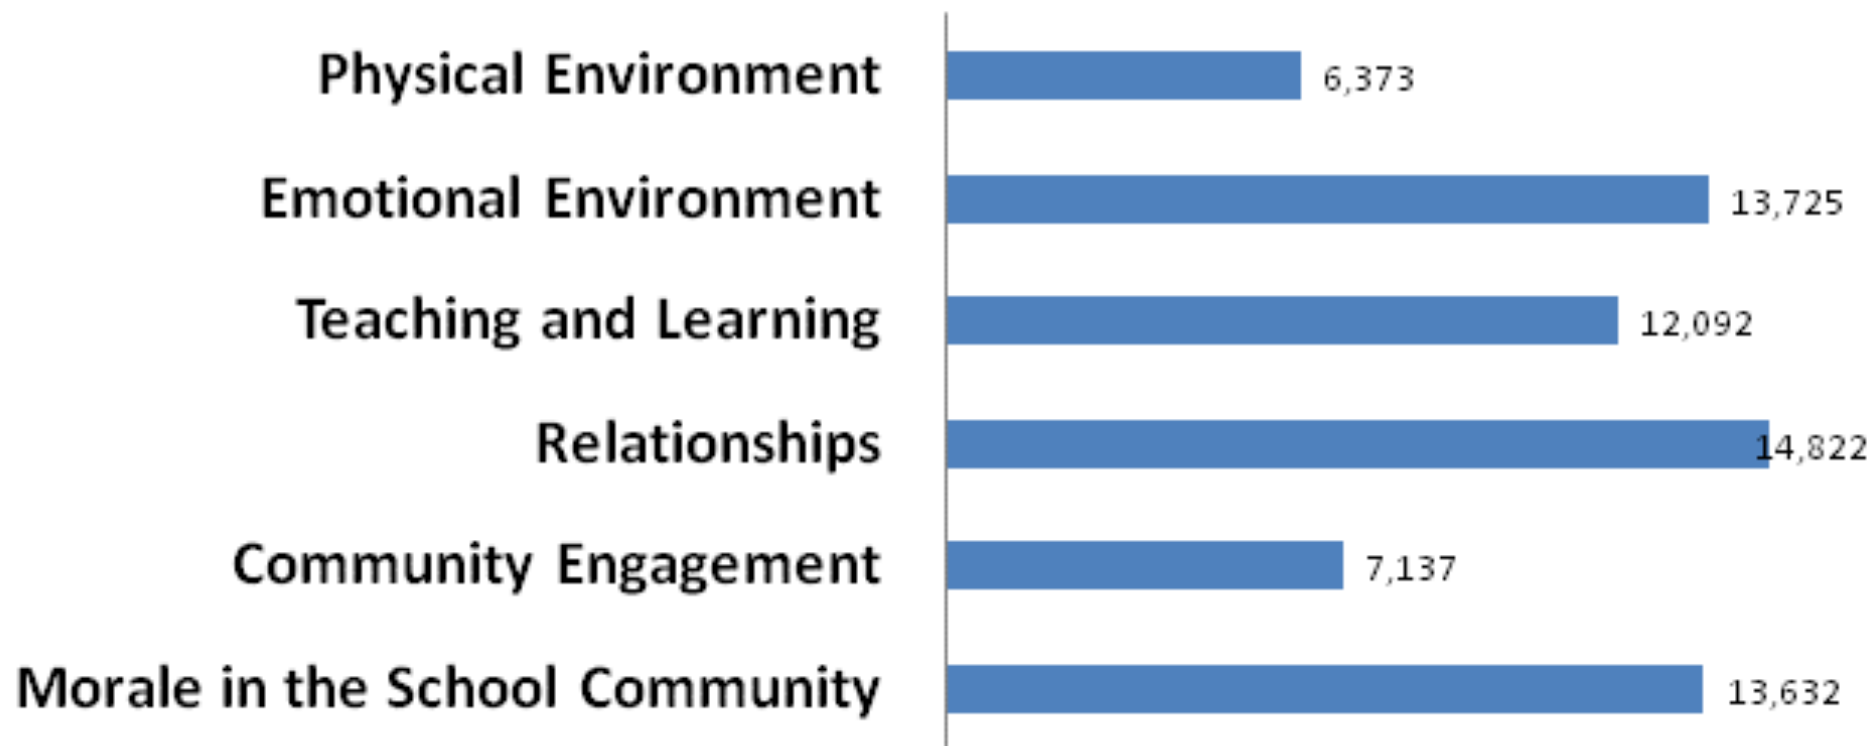 Physical Environment 6,373
Emotional Environment 13,725
Teaching and Learning 12,092
Relationships 14,822
Community Engagement 7,137
Morale in the School Community 13,632